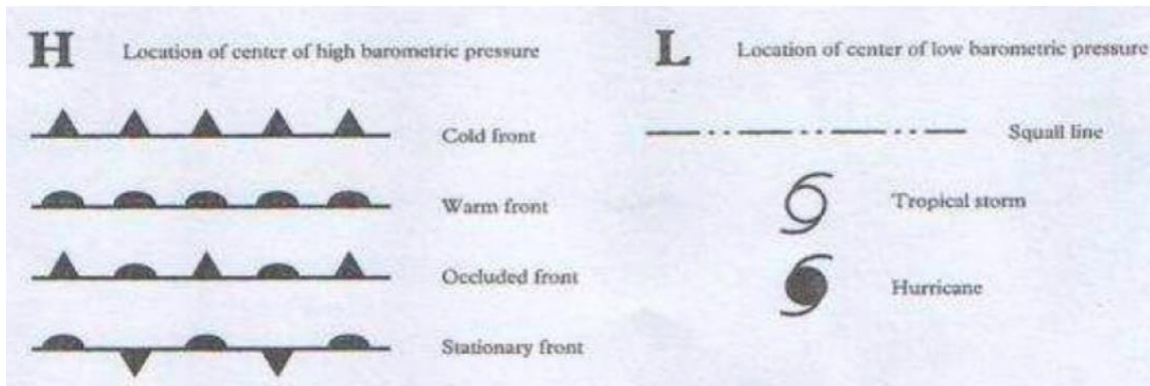 H Location of center of high barometric pressure
Cold front
Warm front
Occluded front
Stationary front
L Location of center of low barometric pressure
Squall line
Tropical storm
Hurricane